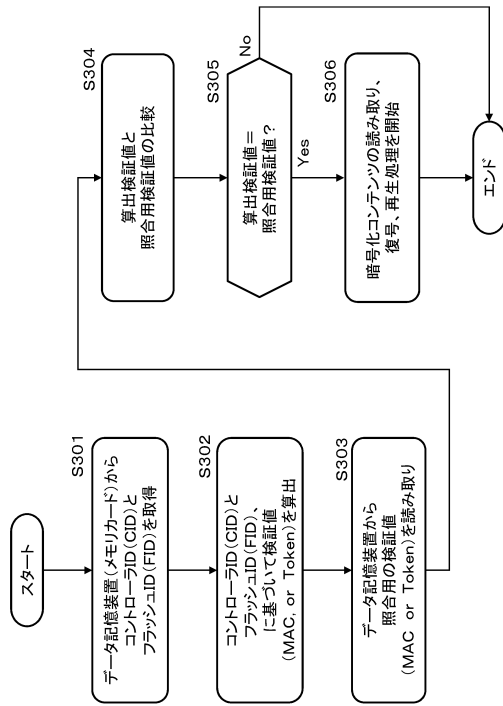 スタート
S301
データ記憶装置(メモリカード)から
コントローラID(CID)と
フラッシュID(FID)を取得
S302
コントローラID(CID)と
フラッシュID(FID)、
に基づいて検証値
(MAC, or Token)を算出
S303
データ記憶装置から
照合用の検証値
(MAC or Token)を読み取り
S304
算出検証値と
照合用検証値の比較
S305
算出検証値=
照合用検証値?
No
Yes
S306
暗号化コンテンツの読み取り、
復号、再生処理を開始
エンド